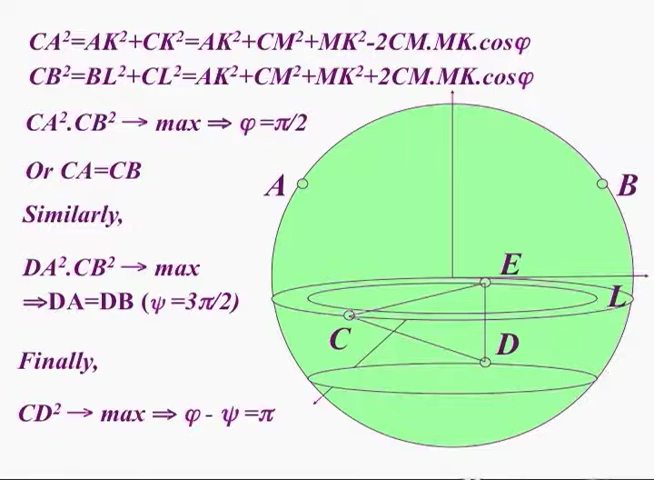 CA²=AK²+CK²=AK²+CM²+MK²-2CM.MK.cosφ
CB²=BL²+CL²=AK²+CM²+MK²+2CM.MK.cosφ
CA².CB² → max ⇒ φ=π/2
Or CA=CB
Similarly,
DA².CB² → max
⇒DA=DB (ψ=3π/2)
Finally,
CD² → max ⇒ φ - ψ =π
A
B
E
L
C
D